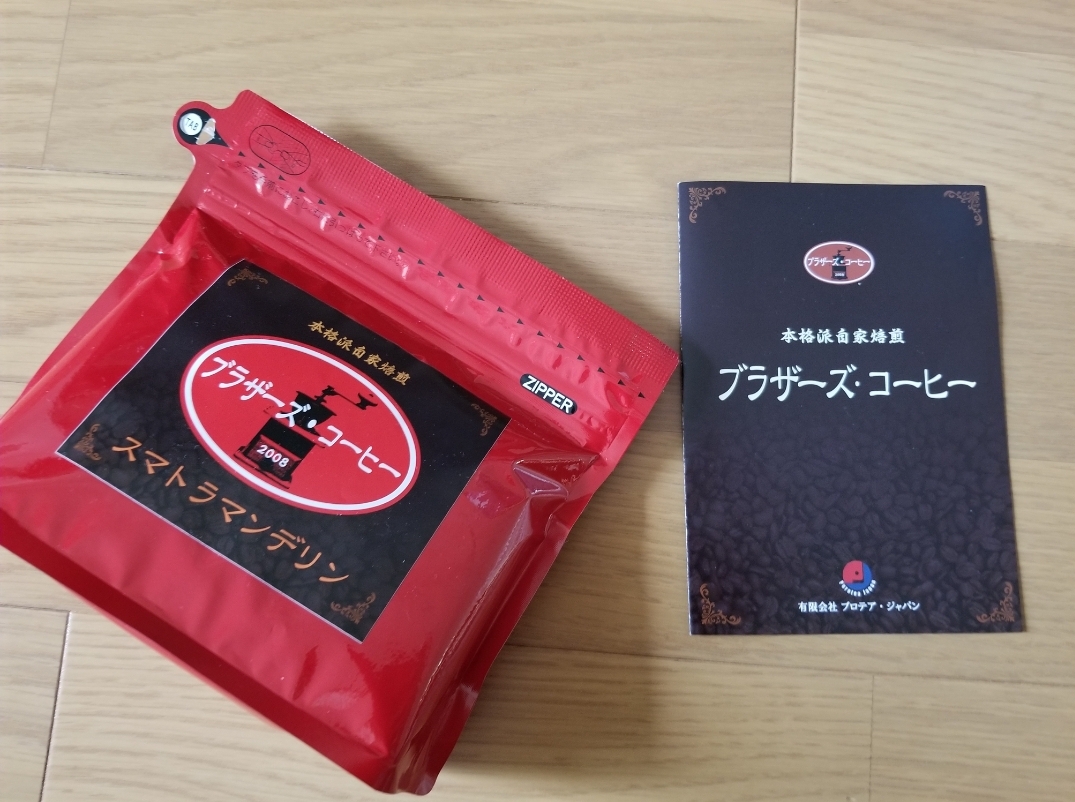 TAB
ZIPPER
本格派自家焙煎
ブラザーズ・コーヒー
2008
スマトラマンデリン
ブラザーズ・コーヒー
2008
本格派自家焙煎
ブラザーズ・コーヒー
有限会社 プロテア・ジャパン